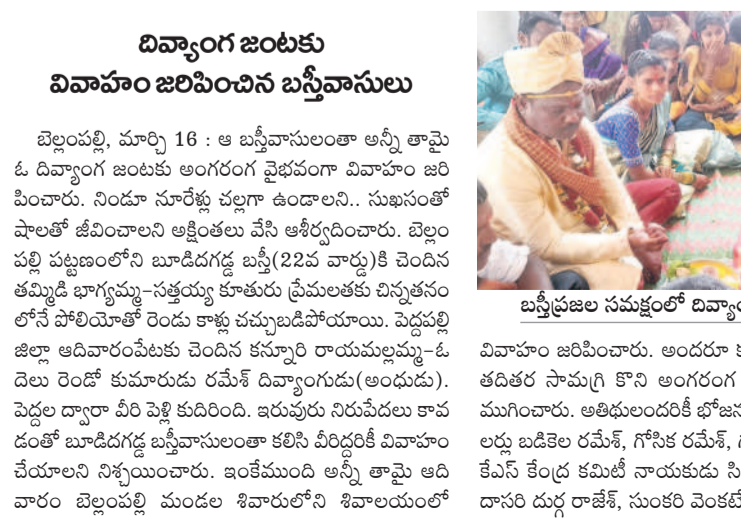 దివ్యాంగ జంటకు
వివాహం జరిపించిన బస్తీవాసులు
బెల్లంపల్లి, మార్చి 16 : ఆ బస్తీవాసులంతా అన్నీ తామై
ఓ దివ్యాంగ జంటకు అంగరంగ వైభవంగా వివాహం జరి
పించారు. నిండూ నూరేళ్లు చల్లగా ఉండాలని.. సుఖసంతో
షాలతో జీవించాలని అక్షింతలు వేసి ఆశీర్వదించారు. బెల్లం
పల్లి పట్టణంలోని బూడిదగడ్డ బస్తీ(22వ వార్డు)కి చెందిన
తమ్మిడి భాగ్యమ్మ-సత్తయ్య కూతురు ప్రేమలతకు చిన్నతనం
లోనే పోలియోతో రెండు కాళ్లు చచ్చుబడిపోయాయి. పెద్దపల్లి
జిల్లా ఆదివారంపేటకు చెందిన కన్నూరి రాయమల్లమ్మ-ఓ
దెలు రెండో కుమారుడు రమేశ్ దివ్యాంగుడు(అంధుడు).
పెద్దల ద్వారా వీరి పెళ్లి కుదిరింది. ఇరువురు నిరుపేదలు కావ
డంతో బూడిదగడ్డ బస్తీవాసులంతా కలిసి వీరిద్దరికీ వివాహం
చేయాలని నిశ్చయించారు. ఇంకేముంది అన్నీ తామై ఆది
వారం బెల్లంపల్లి మండల శివారులోని శివాలయంలో
బస్తీప్రజల సమక్షంలో
వివాహం జరిపించారు. అందరూ
తదితర సామగ్రి కొని అంగరంగ
ముగించారు. అతిథులందరికీ
లర్లు బడికెల రమేశ్, గోసిక రమేశ్,
కేఎస్ కేంద్ర కమిటీ నాయకుడు
దాసరి దుర్గ రాజేశ్, సుంకరి